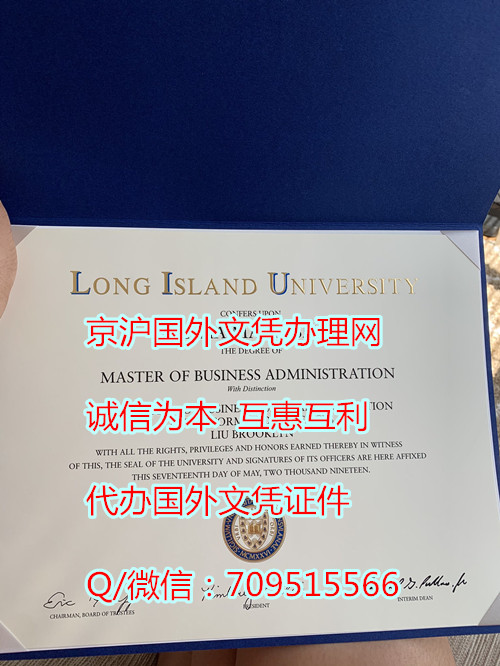 LONG ISLAND UNIVERSITY
CONFERS UPON
京沪国外文凭办理网
THE DEGREE OF
MASTER OF BUSINESS ADMINISTRATION
With Distinction
诚信为本 互惠互利
LIU BROOKLYN
WITH ALL THE RIGHTS, PRIVILEGES AND HONORS EARNED THEREBY IN WITNESS
OF THIS, THE SEAL OF THE UNIVERSITY AND SIGNATURES OF ITS OFFICERS ARE HERE AFFIXED
THIS SEVENTEENTH DAY OF MAY, TWO THOUSAND NINETEEN.
代办国外文凭证件
Q/微信：709515566
CHAIRMAN, BOARD OF TRUSTEES
PRESIDENT
INTERIM DEAN